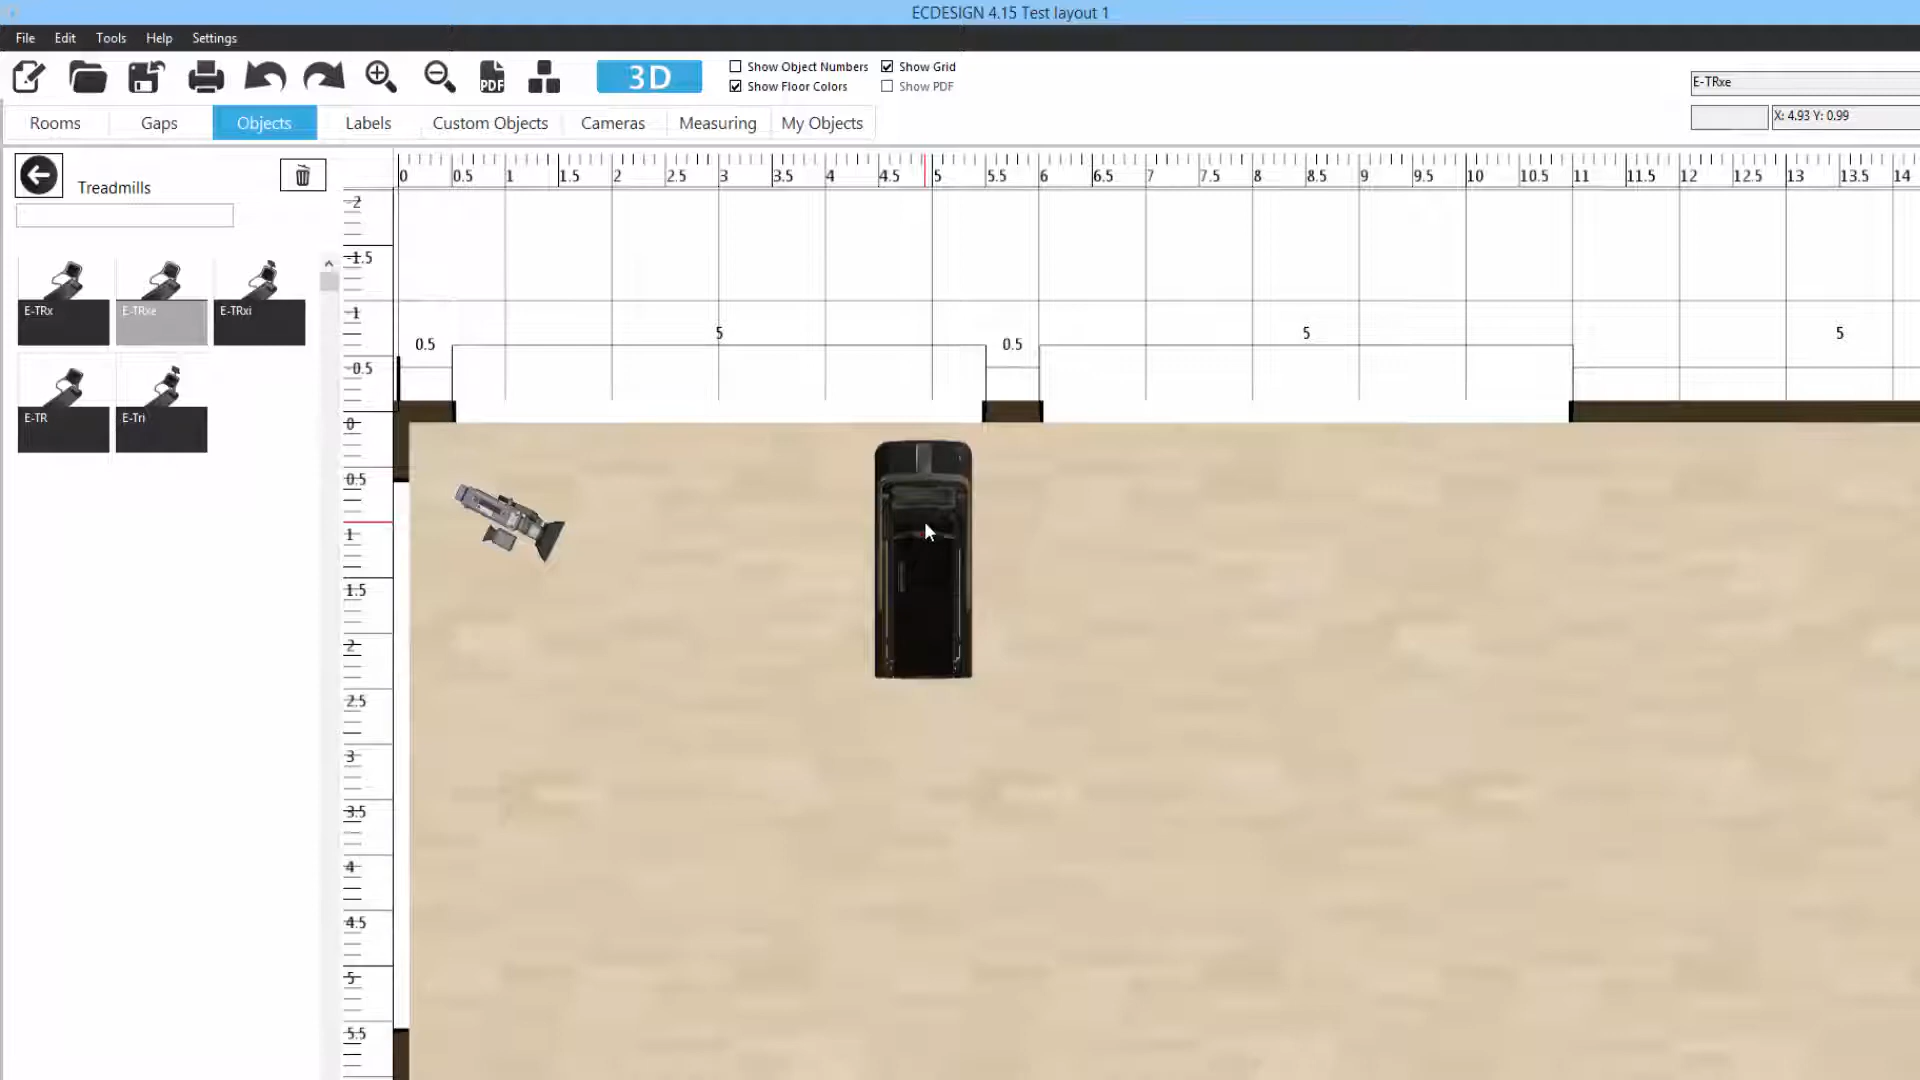 ECDESIGN 4.15 Test layout 1
File Edit Tools Help Settings
PDF 3D Show Object Numbers Show Grid
Show Floor Colors Show PDF
E-TRxe
X: 4.93 Y: 0.99
Rooms Gaps Objects Labels Custom Objects Cameras Measuring My Objects
Treadmills
0 0.5 1 1.5 2 2.5 3 3.5 4 4.5 5 5.5 6 6.5 7 7.5 8 8.5 9 9.5 10 10.5 11 11.5 12 12.5 13 13.5 14
E-TRx E-TRxe E-TRxi
E-TR E-Tri
-2
-1.5
-1
-0.5
0
0.5
1
1.5
2
2.5
3
3.5
4
4.5
5
5.5
0.5 5 0.5 5 5